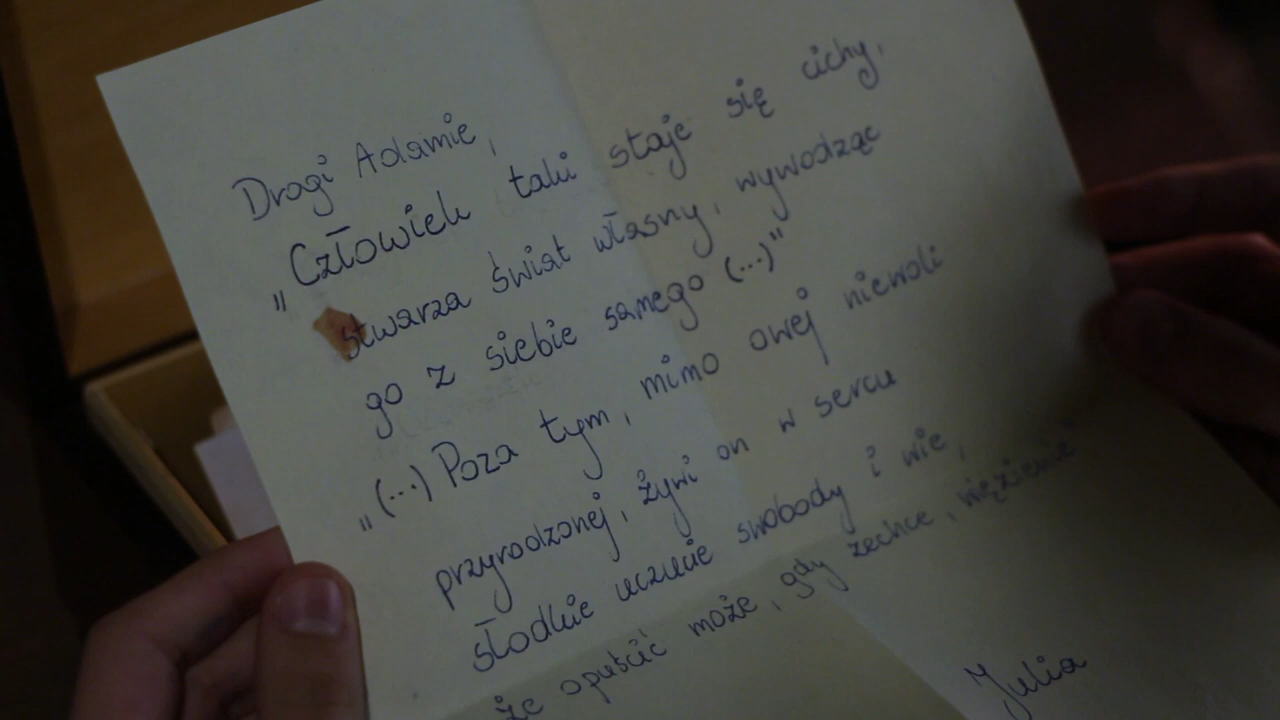 Drogi Adamie,
„Człowiek taki staje się cichy,
stwarza świat własny, wywodząc
go z siebie samego (...)"
„(...) Poza tym, mimo owej niewoli
przyrodzonej, żywi on w sercu
słodkie uczucie swobody i wie,
że opuścić może, gdy zechce, więzienie"
Julia